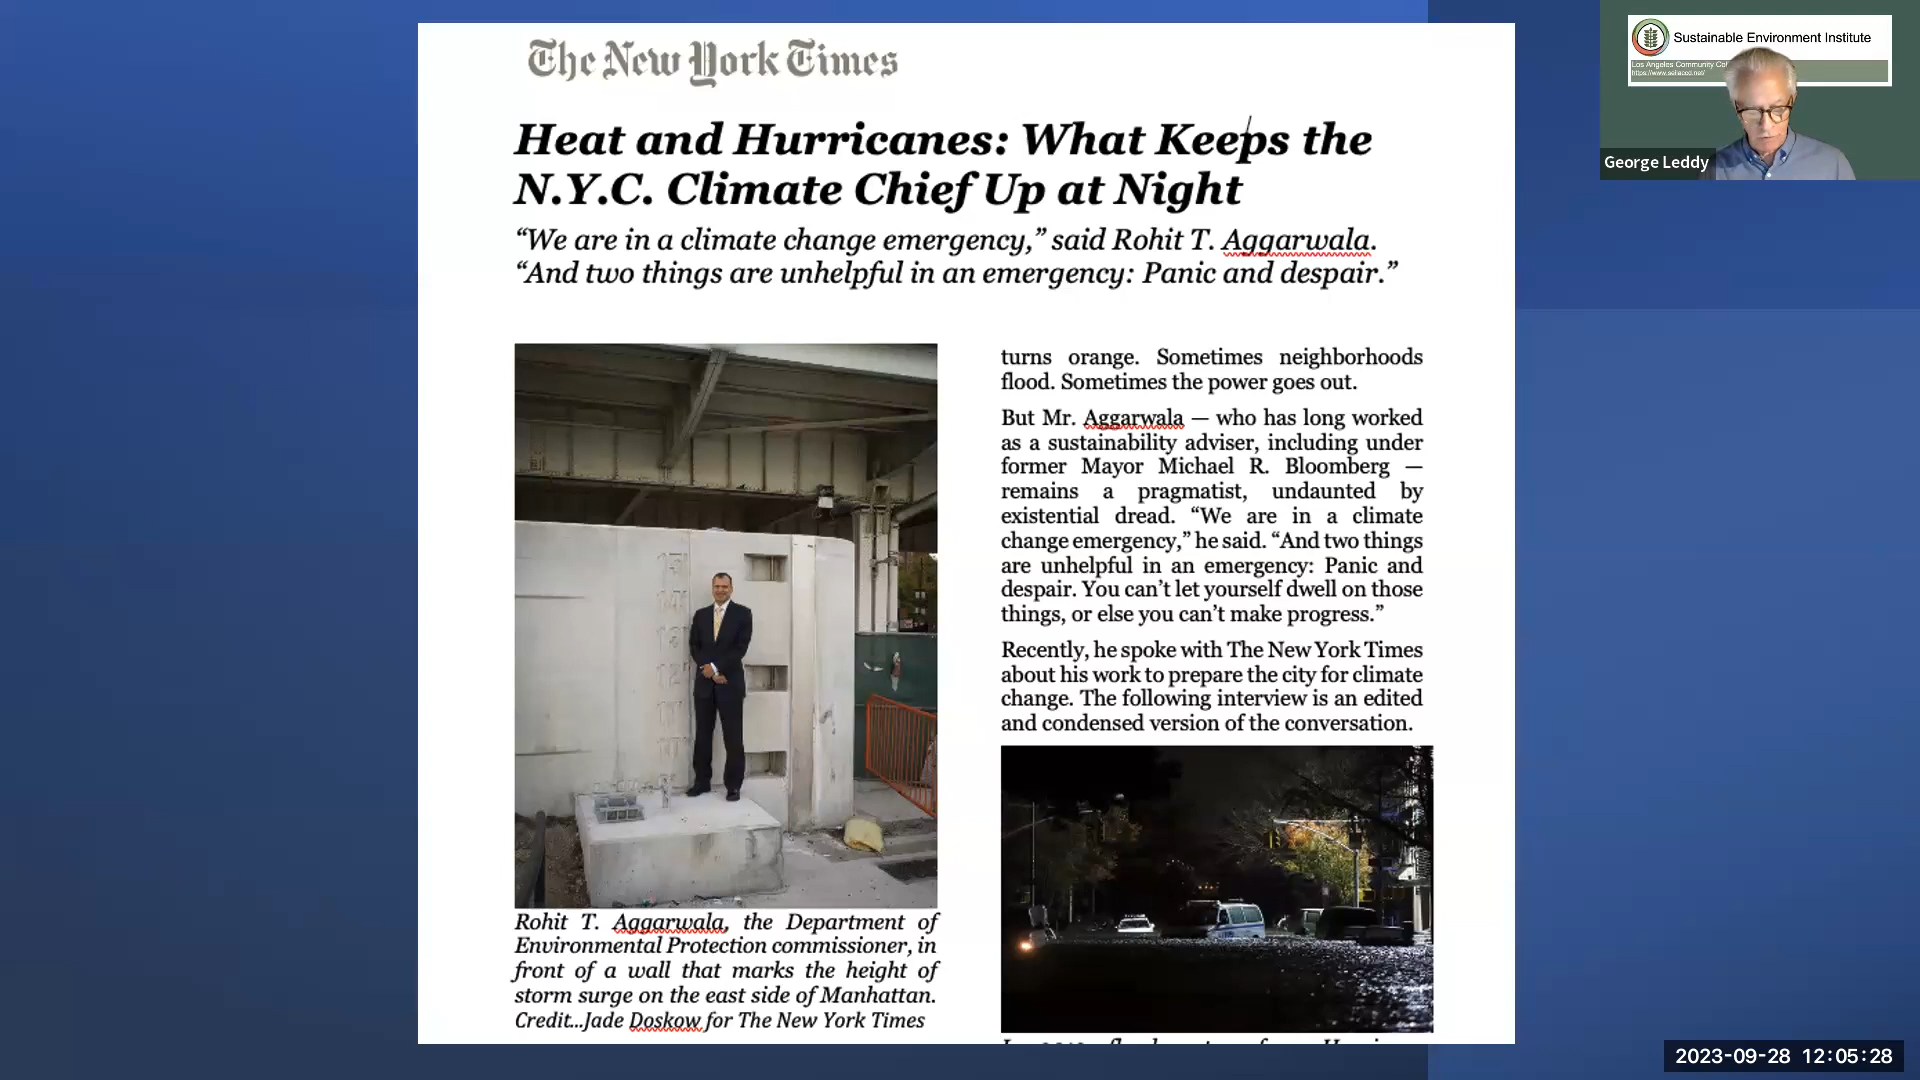 The New York Times
Heat and Hurricanes: What Keeps the
N.Y.C. Climate Chief Up at Night
“We are in a climate change emergency,” said Rohit T. Aggarwala.
“And two things are unhelpful in an emergency: Panic and despair.”
Rohit T. Aggarwala, the Department of
Environmental Protection commissioner, in
front of a wall that marks the height of
storm surge on the east side of Manhattan.
Credit...Jade Doskow for The New York Times
turns orange. Sometimes neighborhoods
flood. Sometimes the power goes out.
But Mr. Aggarwala — who has long worked
as a sustainability adviser, including under
former Mayor Michael R. Bloomberg —
remains a pragmatist, undaunted by
existential dread. “We are in a climate
change emergency,” he said. “And two things
are unhelpful in an emergency: Panic and
despair. You can’t let yourself dwell on those
things, or else you can’t make progress.”
Recently, he spoke with The New York Times
about his work to prepare the city for climate
change. The following interview is an edited
and condensed version of the conversation.
Sustainable Environment Institute
Los Angeles Community
https://www.seilaccd.net/
George Leddy
2023-09-28 12:05:28